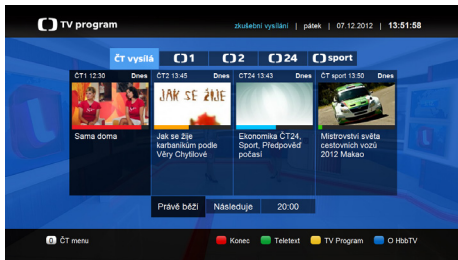 TV program
zkušební vysílání | pátek | 07.12.2012 | 13:51:58
ČT vysílá 1 2 24 sport
ČT1 12:30 Dnes
ČT2 13:45 Dnes
CT24 13:43 Dnes
ČT sport 13:50 Dnes
JAK SE ŽIJE
Sama doma
Jak se žije
karbanikům podle
Věry Chytilové
Ekonomika ČT24,
Sport, Předpověď
počasí
Mistrovství světa
cestovních vozů
2012 Makao
Právě běží Následuje 20:00
0 ČT menu
Konec Teletext TV Program O HbbTV